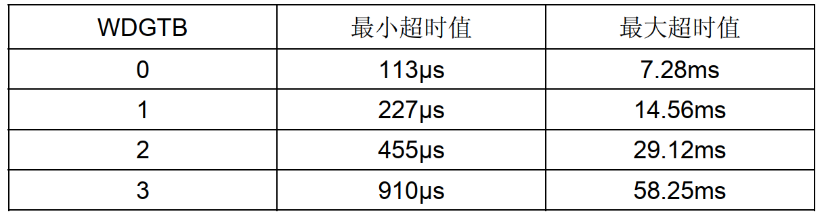 WDGTB 最小超时值 最大超时值
0 113μs 7.28ms
1 227μs 14.56ms
2 455μs 29.12ms
3 910μs 58.25ms